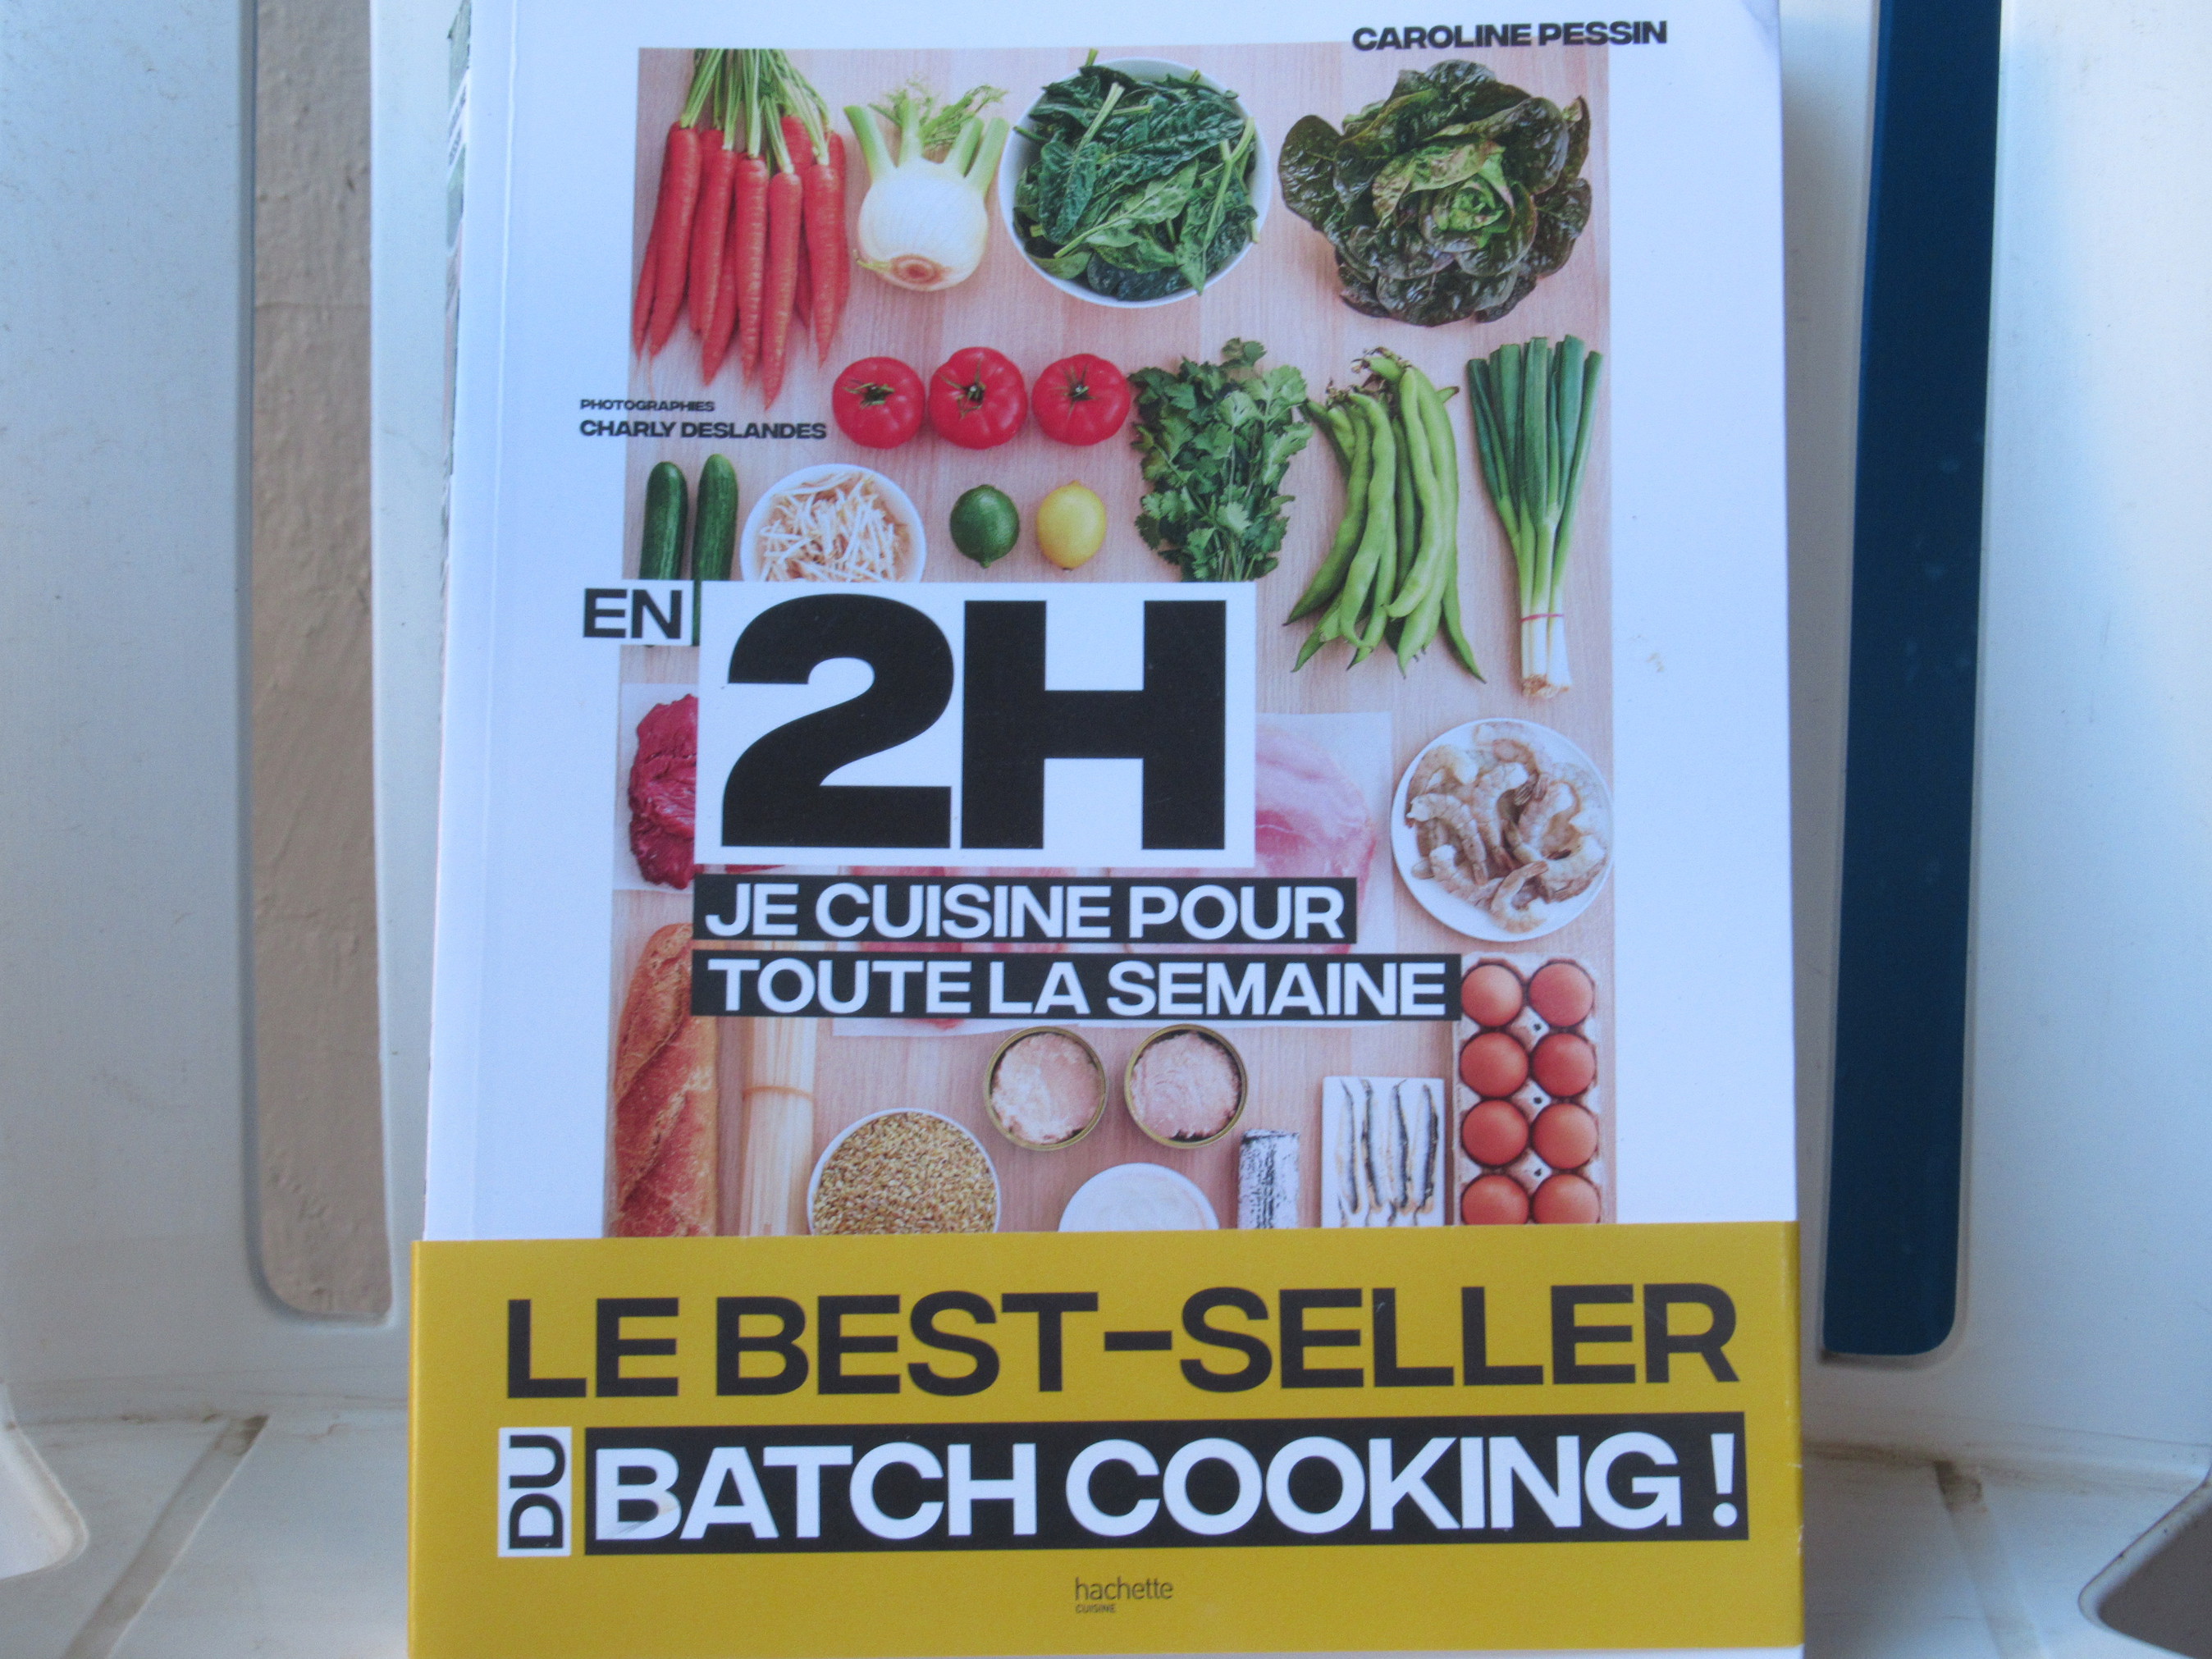 CAROLINE PESSIN
PHOTOGRAPHIES
CHARLY DESLANDES
EN
2H
JE CUISINE POUR
TOUTE LA SEMAINE
LE BEST-SELLER
DU
BATCH COOKING !
hachette
CUISINE